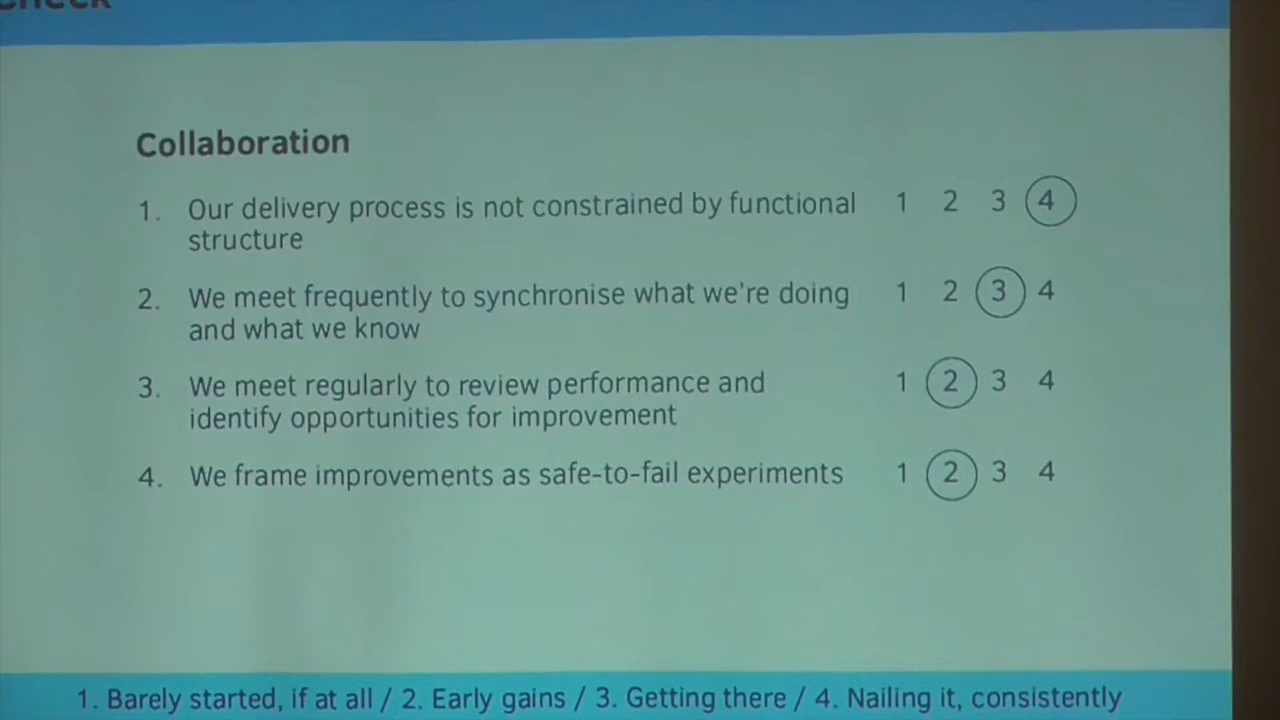 Collaboration
1. Our delivery process is not constrained by functional 1 2 3 4
structure
2. We meet frequently to synchronise what we're doing 1 2 3 4
and what we know
3. We meet regularly to review performance and 1 2 3 4
identify opportunities for improvement
4. We frame improvements as safe-to-fail experiments 1 2 3 4
1. Barely started, if at all / 2. Early gains / 3. Getting there / 4. Nailing it, consistently